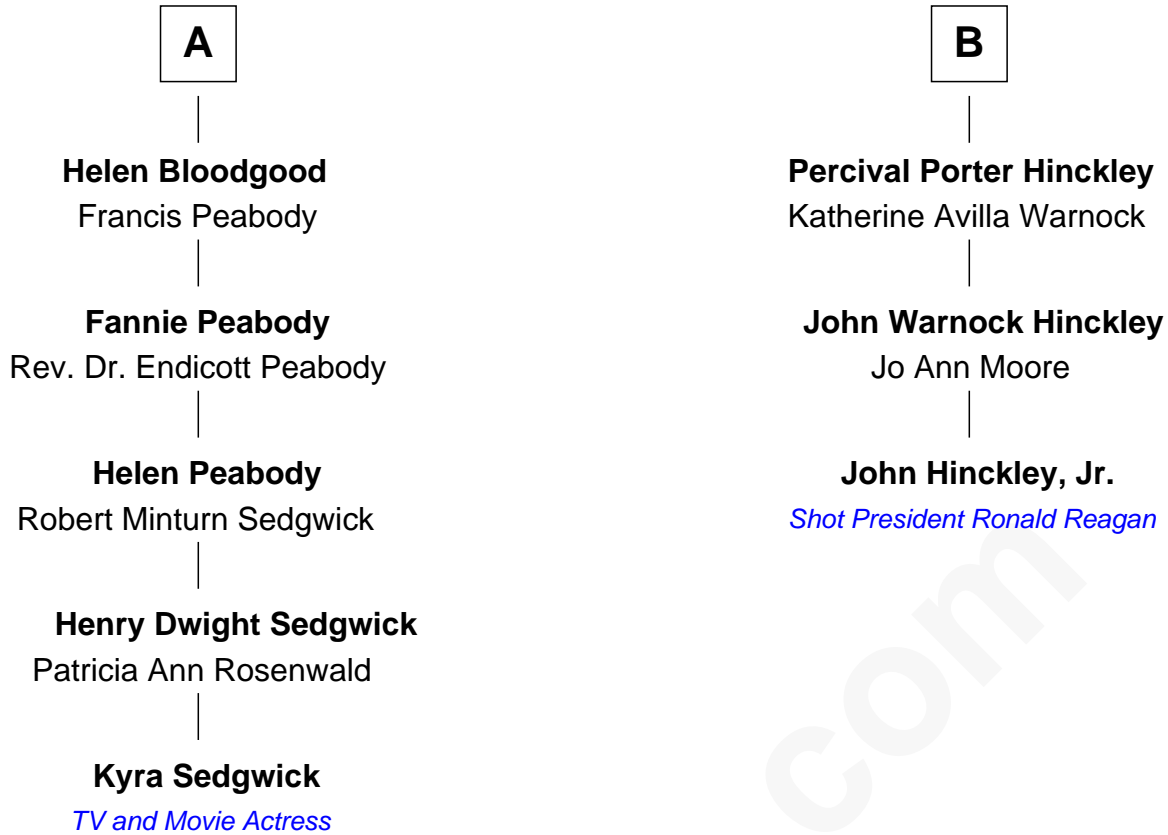 A
Helen Bloodgood
Francis Peabody
Fannie Peabody
Rev. Dr. Endicott Peabody
Helen Peabody
Robert Minturn Sedgwick
Henry Dwight Sedgwick
Patricia Ann Rosenwald
Kyra Sedgwick
TV and Movie Actress
B
Percival Porter Hinckley
Katherine Avilla Warnock
John Warnock Hinckley
Jo Ann Moore
John Hinckley, Jr.
Shot President Ronald Reagan
com